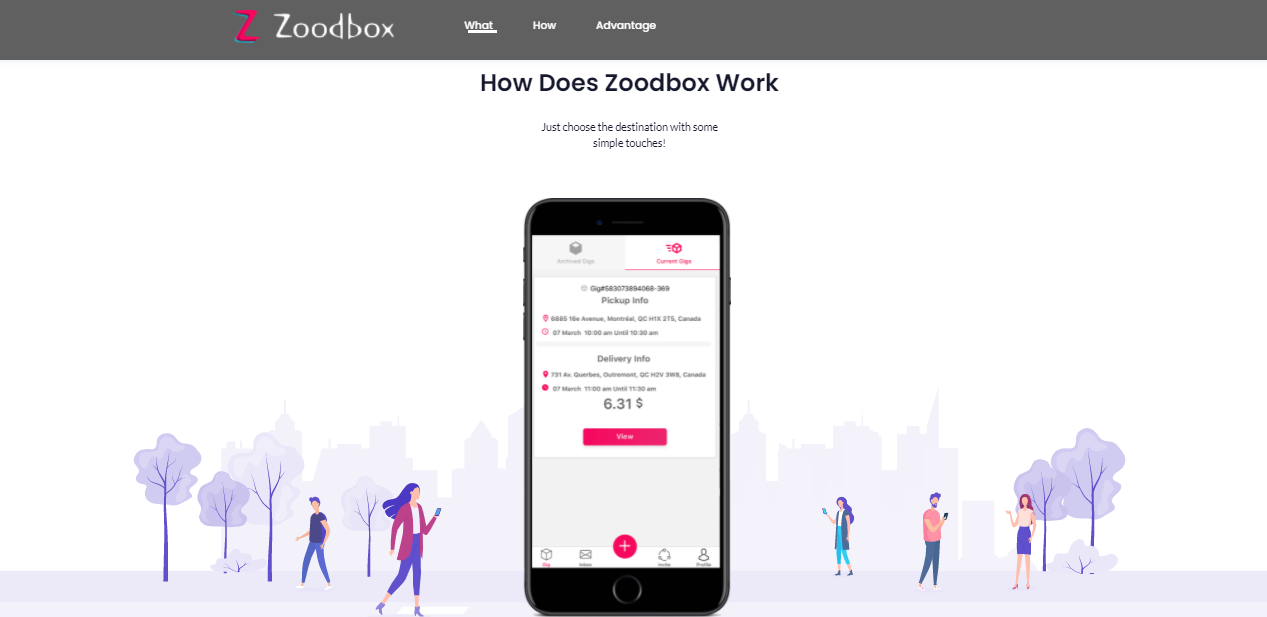 Zoodbox
What
How
Advantage
How Does Zoodbox Work
Just choose the destination with some
simple touches!
Archived Gigs
Current Gigs
Gig#583073894068-369
Pickup Info
6885 16e Avenue, Montréal, QC H1X 2T5, Canada
07 March 10:00 am Until 10:30 am
Delivery Info
731 Av. Querbes, Outremont, QC H2V 3W8, Canada
07 March 11:00 am Until 11:30 am
6.31 $
View
Gig
Inbox
Invite
Profile